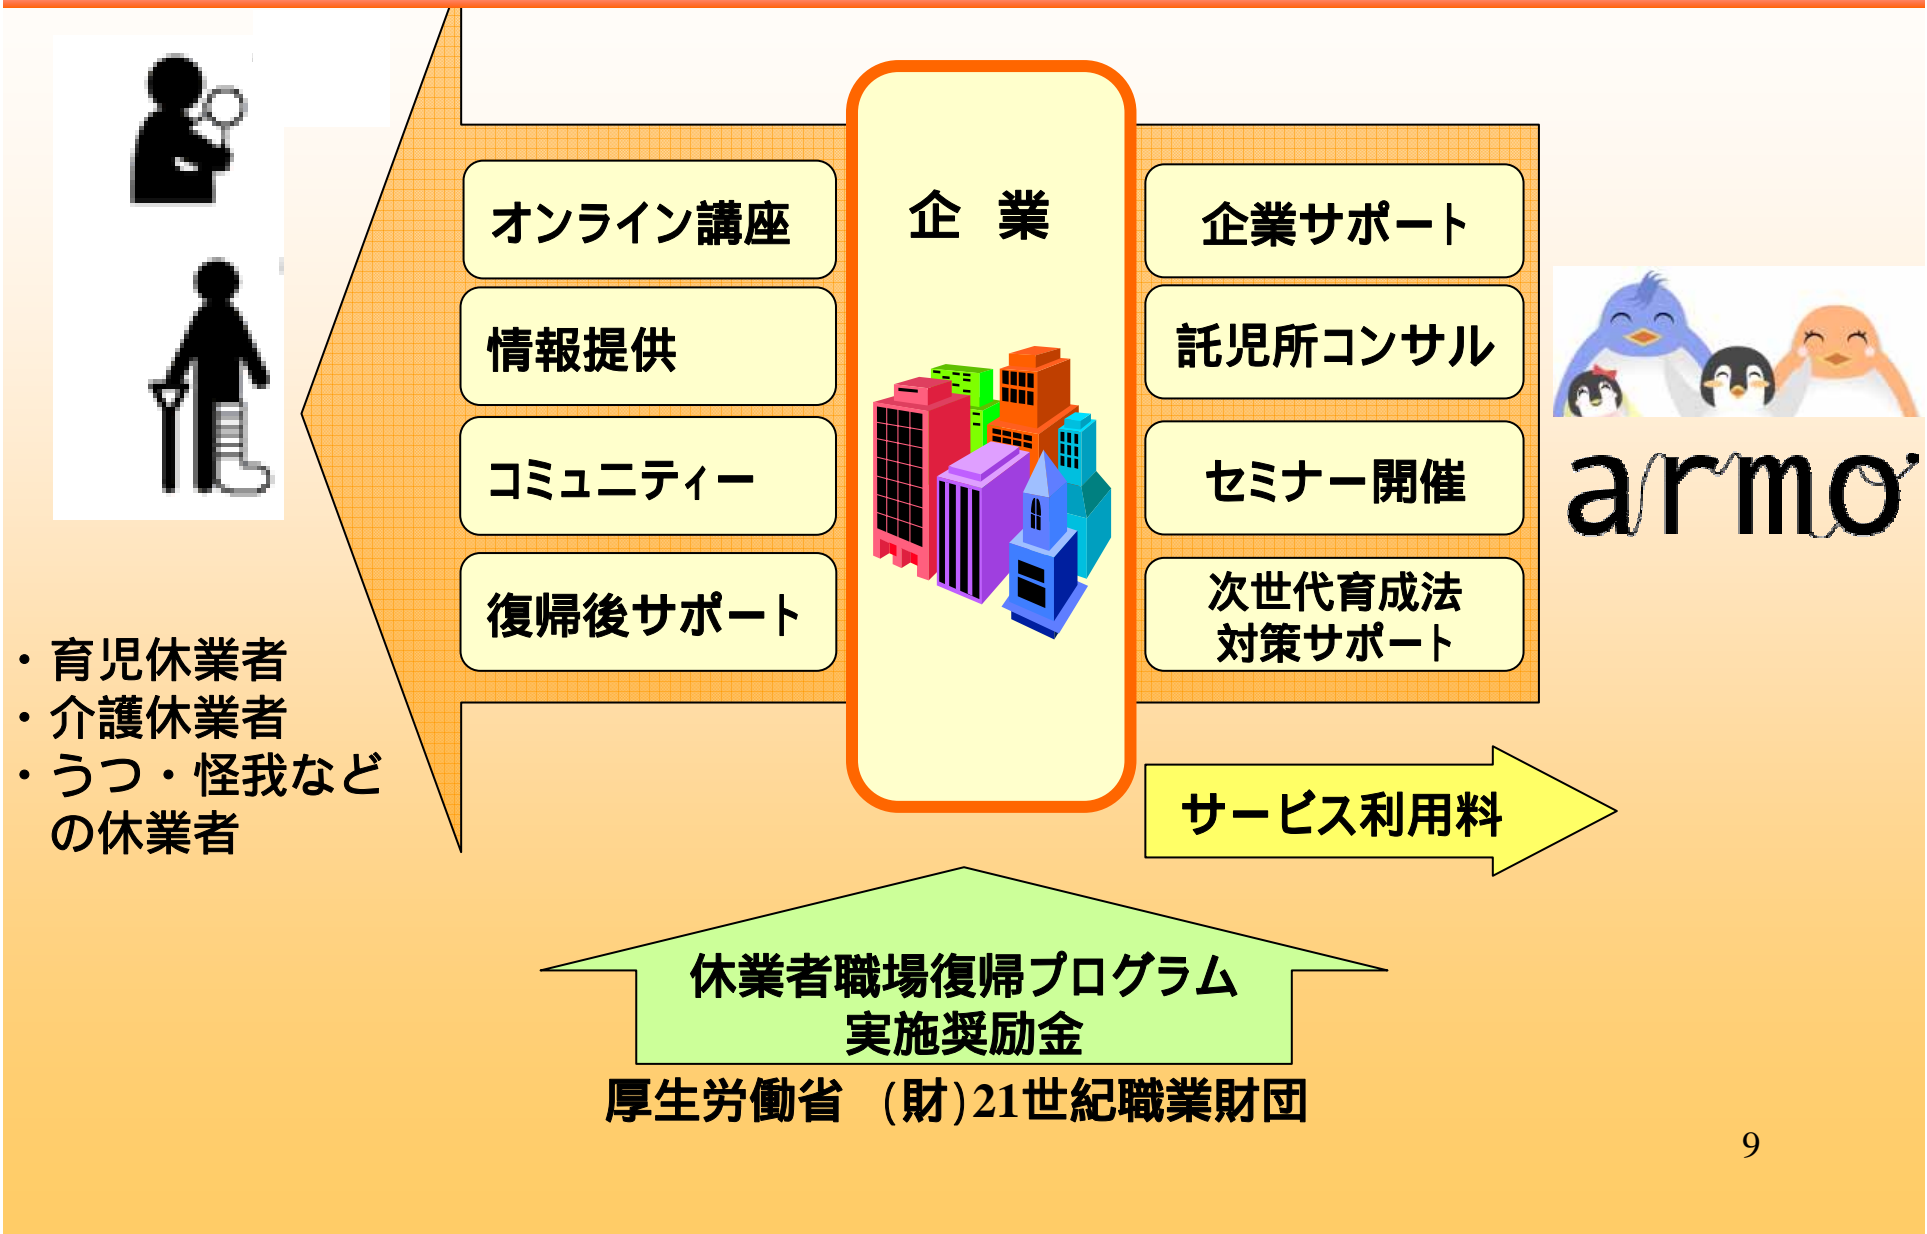 オンライン講座
情報提供
コミュニティー
復帰後サポート
企 業
企業サポート
託児所コンサル
セミナー開催
次世代育成法
対策サポート
armo
・育児休業者
・介護休業者
・うつ・怪我など
の休業者
サービス利用料
休業者職場復帰プログラム
実施奨励金
厚生労働省 (財)21世紀職業財団
9